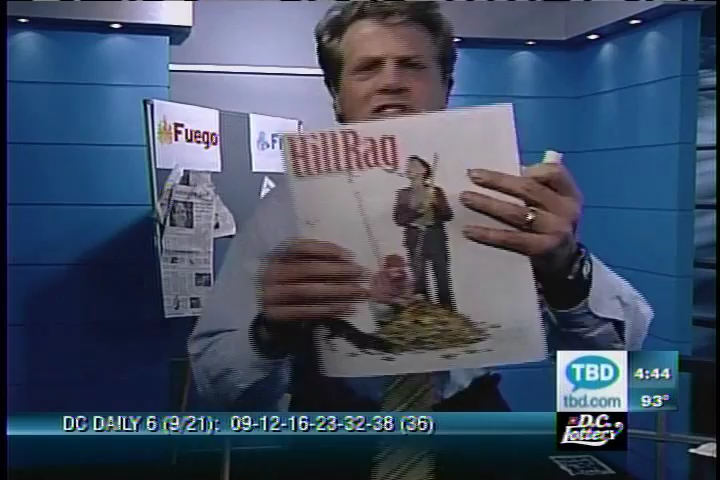 Fuego
F
HillRag
TBD
tbd.com
4:44
93°
DC DAILY 6 (9/21): 09-12-16-23-32-38 (36)
D.C.
Lottery